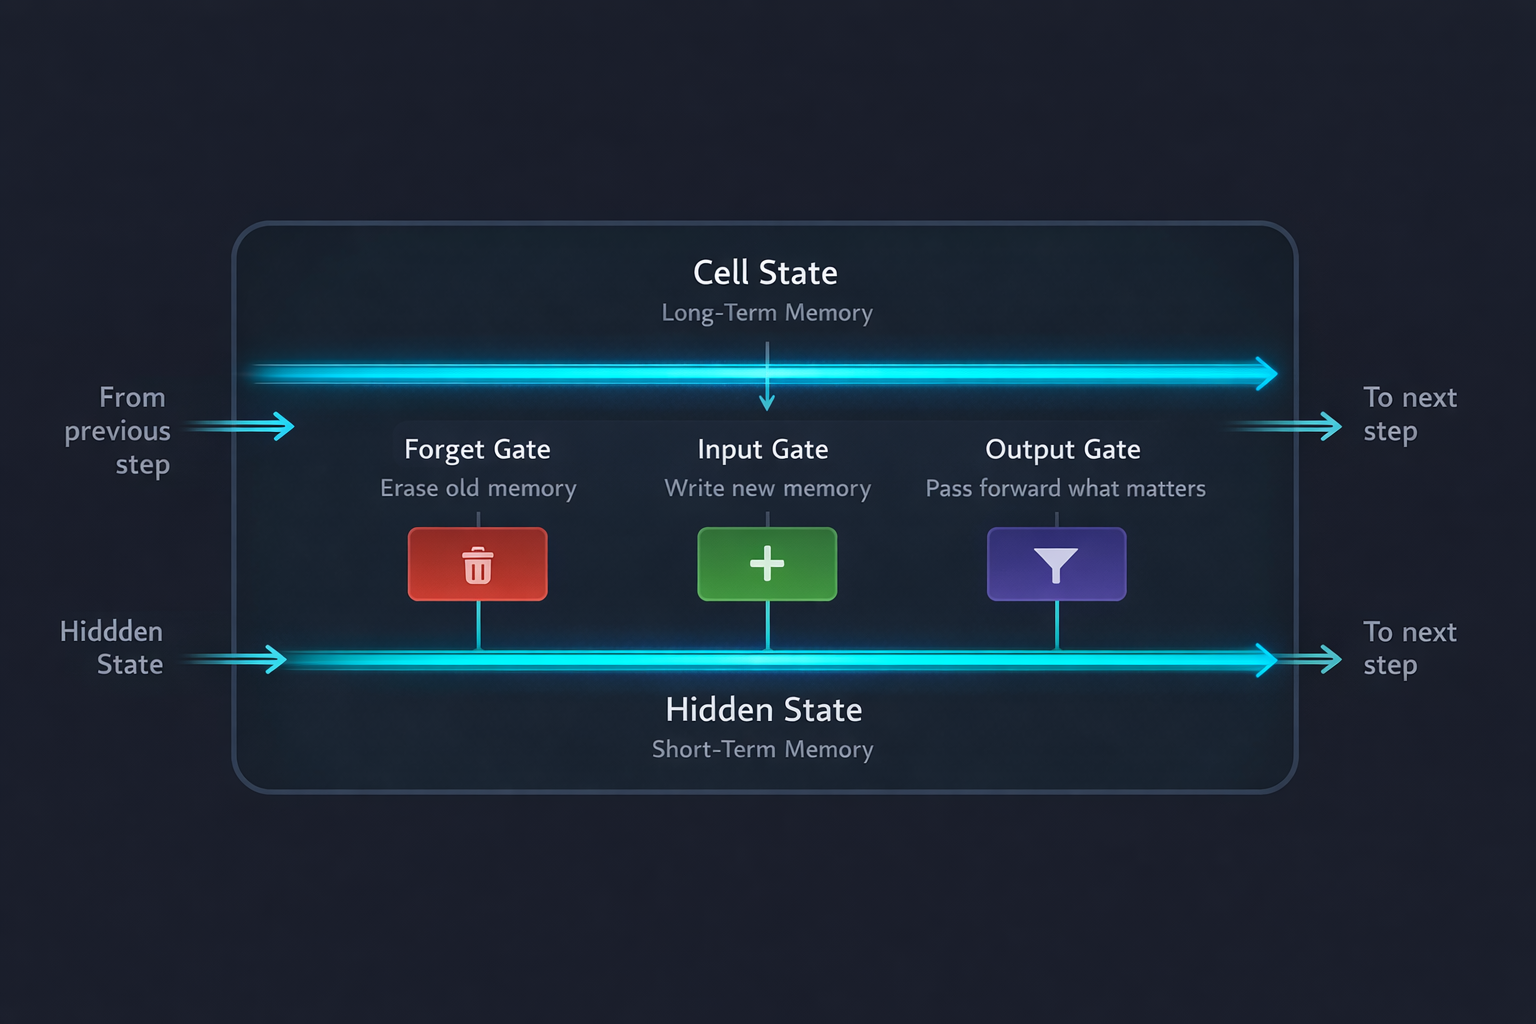 Cell State
Long-Term Memory
From
previous
step
To next
step
Forget Gate
Erase old memory
Input Gate
Write new memory
Output Gate
Pass forward what matters
Hiddden
State
To next
step
Hidden State
Short-Term Memory